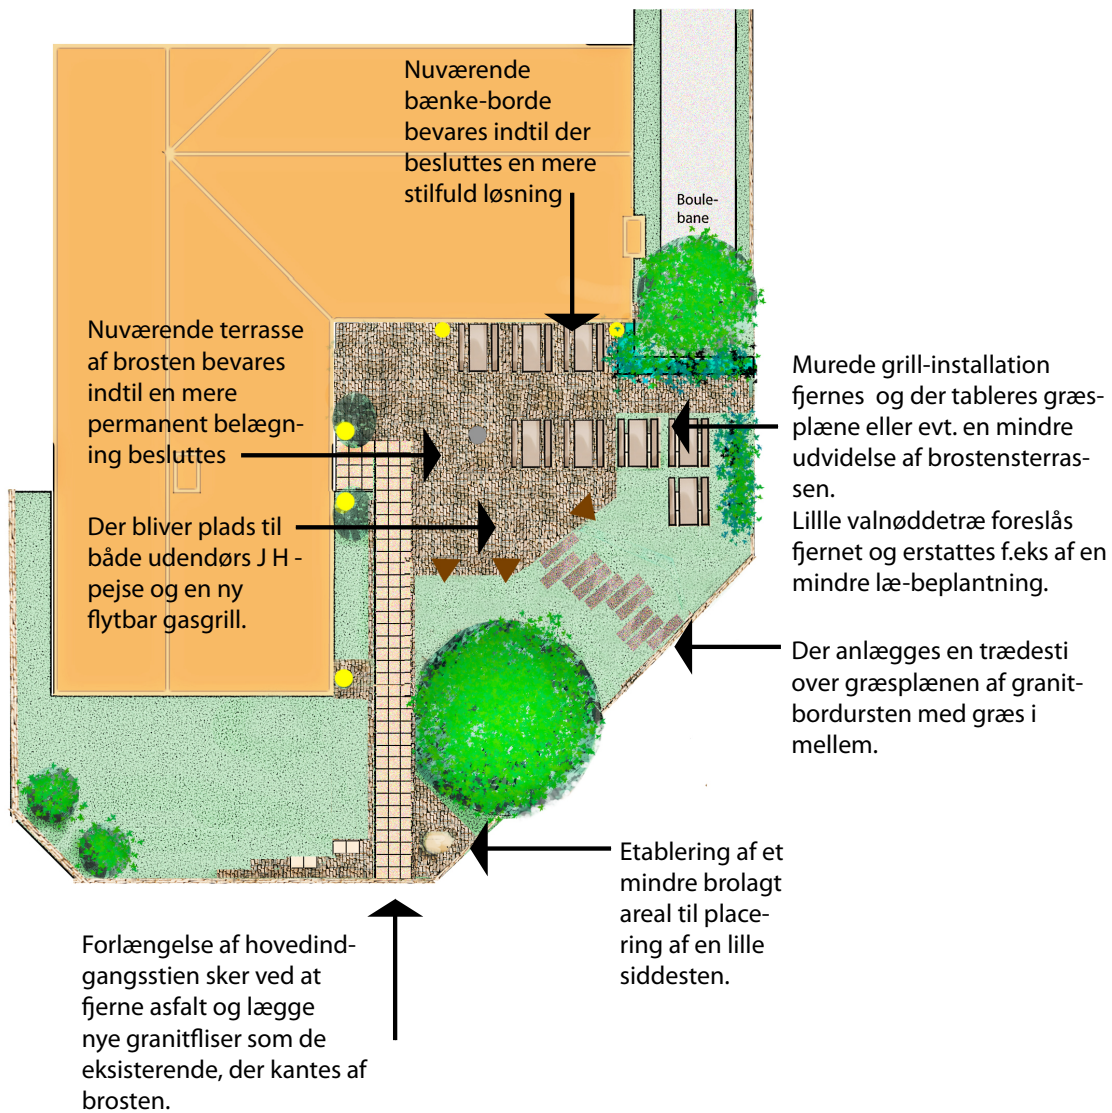 Nuværende
bænke-borde
bevares indtil der
besluttes en mere
stilfuld løsning
Boule-
bane
Nuværende terrasse
af brosten bevares
indtil en mere
permanent belægn-
ing besluttes
Der bliver plads til
både udendørs J H -
pejse og en ny
flytbar gasgrill.
Murede grill-installation
fjernes  og der tableres græs-
plæne eller evt. en mindre
udvidelse af brostensterras-
sen.
Lillle valnøddetræ foreslås
fjernet og erstattes f.eks af en
mindre læ-beplantning.
Der anlægges en trædesti
over græsplænen af granit-
bordursten med græs i
mellem.
Etablering af et
mindre brolagt
areal til place-
ring af en lille
siddesten.
Forlængelse af hovedind-
gangsstien sker ved at
fjerne asfalt og lægge
nye granitfliser som de
eksisterende, der kantes af
brosten.